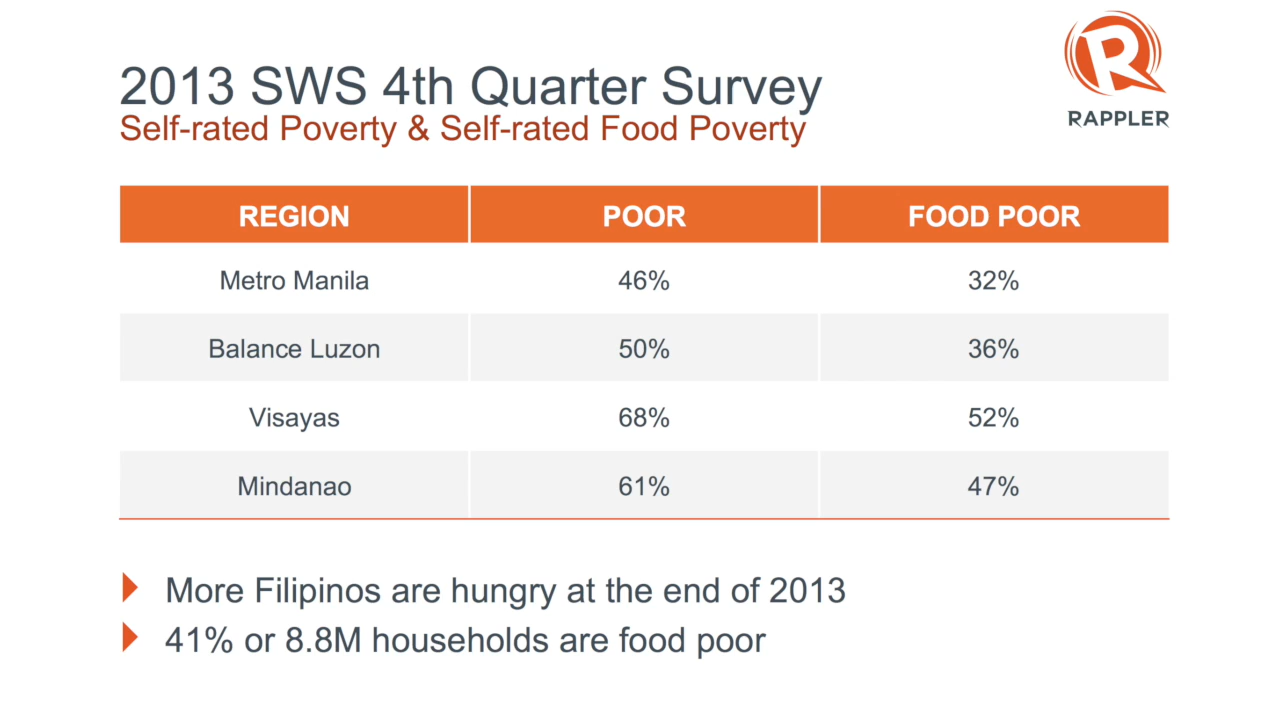 2013 SWS 4th Quarter Survey
Self-rated Poverty & Self-rated Food Poverty
RAPPLER
REGION POOR FOOD POOR
Metro Manila 46% 32%
Balance Luzon 50% 36%
Visayas 68% 52%
Mindanao 61% 47%
More Filipinos are hungry at the end of 2013
41% or 8.8M households are food poor